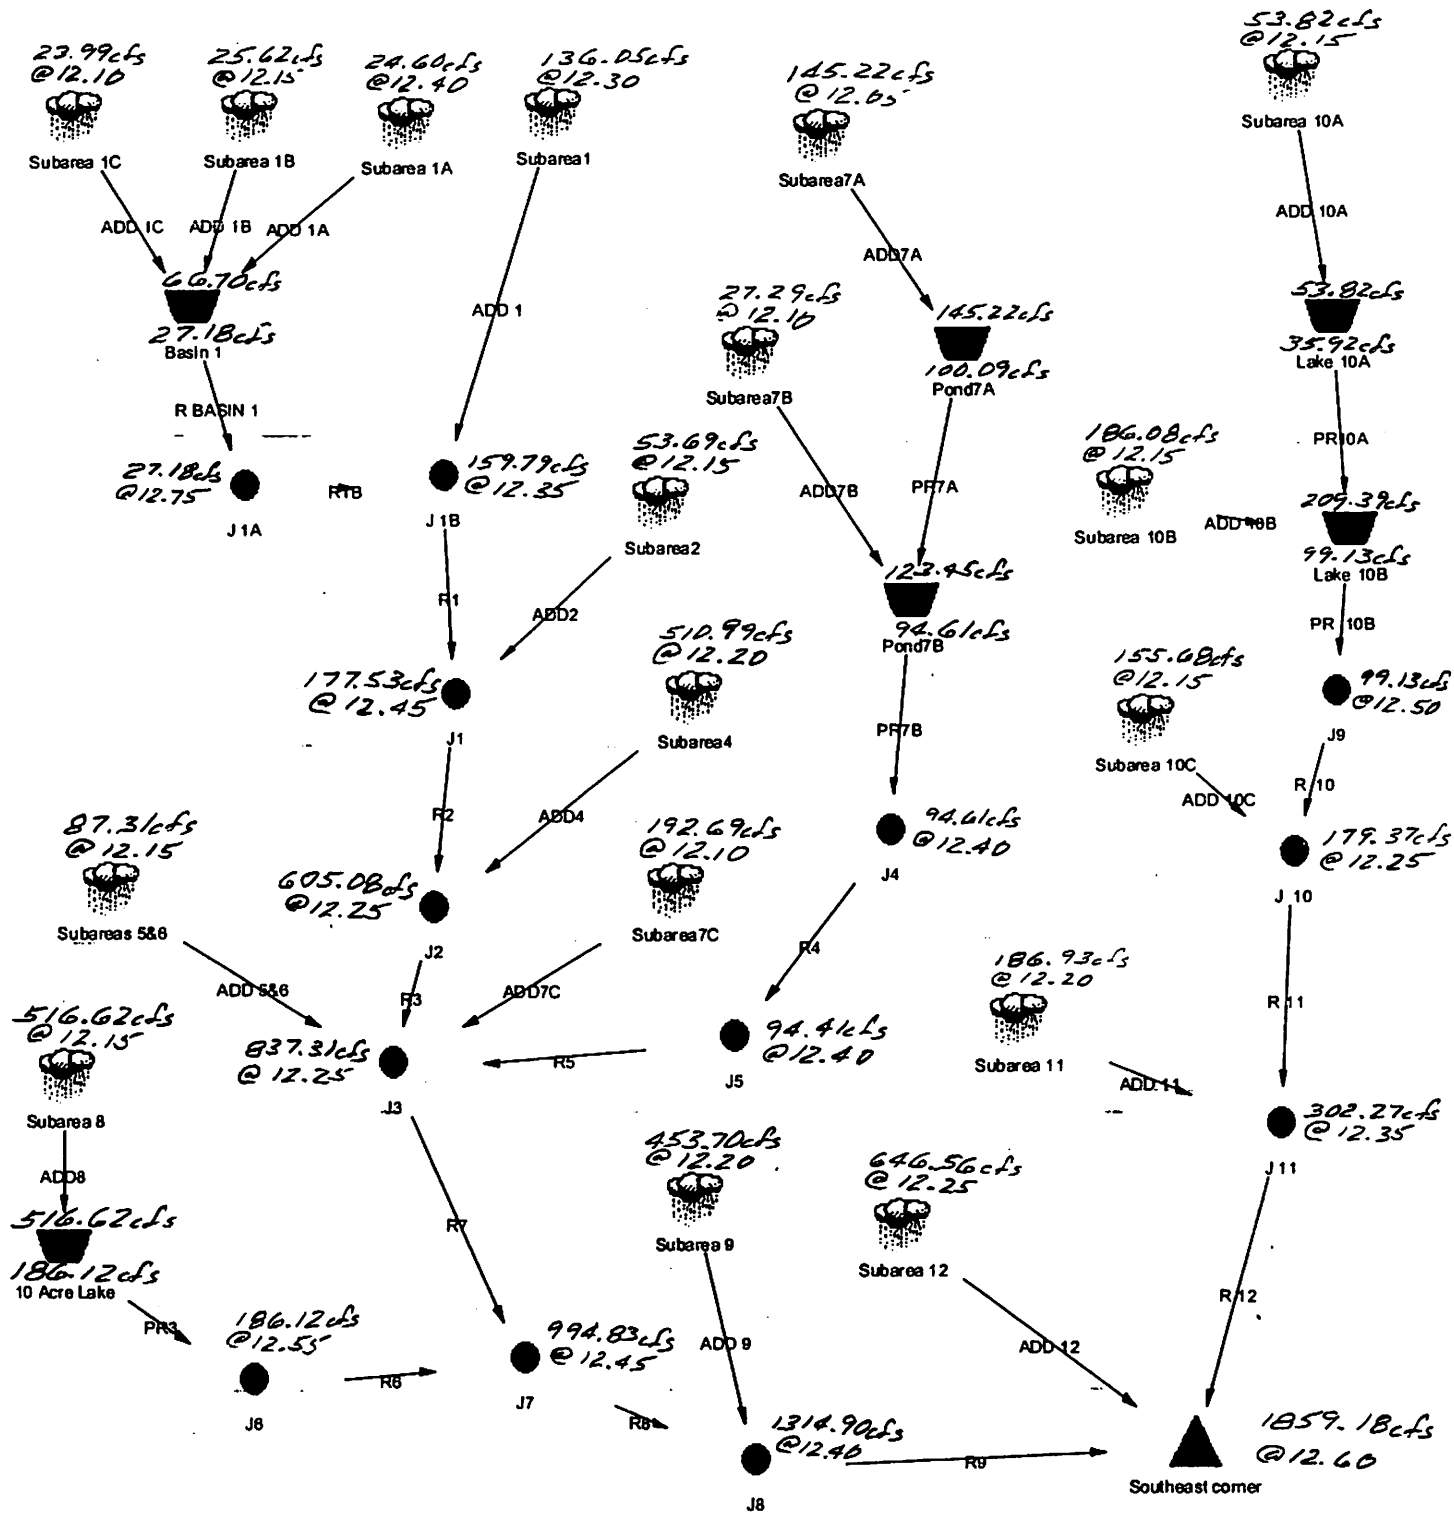 23.99cfs
@12.10
Subarea 1C
25.62cfs
@12.15
Subarea 1B
24.60cfs
@12.40
Subarea 1A
136.05cfs
@12.30
Subarea1
145.22cfs
@12.05
Subarea7A
53.82cfs
@12.15
Subarea 10A
ADD 1C
ADD 1B
ADD 1A
ADD 1
ADD7A
ADD 10A
66.70cfs
27.18cfs
Basin 1
R BASIN 1
27.29cfs
@12.10
Subarea7B
145.22cfs
100.09cfs
Pond7A
53.82cfs
35.92cfs
Lake 10A
PR10A
27.18cfs
@12.75
J1A
R1B
159.79cfs
@12.35
J1B
53.69cfs
@12.15
Subarea2
ADD7B
PR7A
186.08cfs
@12.15
Subarea 10B
ADD 10B
209.39cfs
99.13cfs
Lake 10B
PR 10B
R1
ADD2
123.45cfs
94.61cfs
Pond7B
177.53cfs
@12.45
J1
510.99cfs
@12.20
Subarea4
PR7B
155.68cfs
@12.15
Subarea 10C
99.13cfs
@12.50
J9
R 10
ADD 10C
R2
ADD4
87.31cfs
@12.15
Subareas 5&6
192.69cfs
@12.10
Subarea7C
94.61cfs
@12.40
J4
179.37cfs
@12.25
J 10
605.08cfs
@12.25
J2
R4
ADD 5&6
R3
ADD7C
186.93cfs
@12.20
Subarea 11
R 11
516.62cfs
@12.15
Subarea 8
837.31cfs
@12.25
J3
R5
94.41cfs
@12.40
J5
ADD 11
302.27cfs
@12.35
J11
ADD8
453.70cfs
@12.20
Subarea 9
646.56cfs
@12.25
Subarea 12
516.62cfs
186.12cfs
10 Acre Lake
R7
R 12
PR3
186.12cfs
@12.55
J6
R6
994.83cfs
@12.45
J7
ADD 9
ADD 12
R8
1314.90cfs
@12.40
J8
R9
1859.18cfs
@12.60
Southeast corner